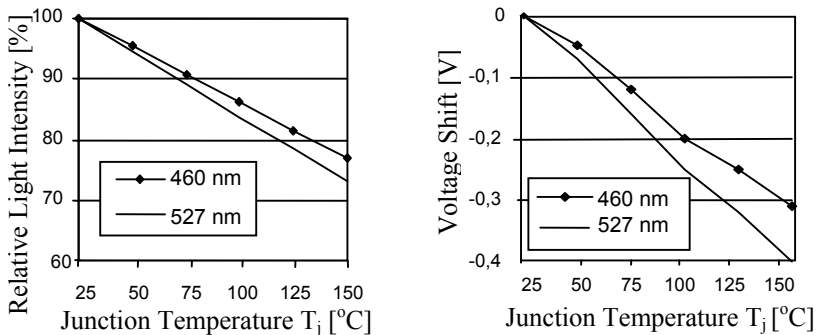 Relative Light Intensity [%]
100
90
80
70
60
460 nm
527 nm
25 50 75 100 125 150
Junction Temperature Tj [°C]
Voltage Shift [V]
0
-0,1
-0,2
-0,3
-0,4
460 nm
527 nm
25 50 75 100 125 150
Junction Temperature Tj [°C]